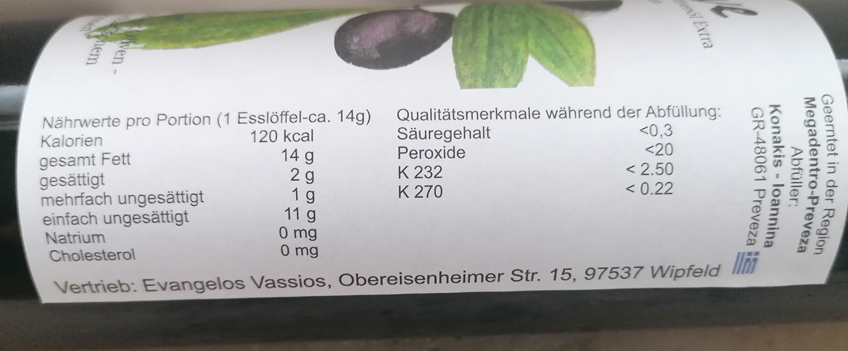 Nährwerte pro Portion (1 Esslöffel-ca. 14g)
Kalorien 120 kcal
gesamt Fett 14 g
gesättigt 2 g
mehrfach ungesättigt 1 g
einfach ungesättigt 11 g
Natrium 0 mg
Cholesterol 0 mg
Qualitätsmerkmale während der Abfüllung:
Säuregehalt <0,3
Peroxide <20
K 232 < 2.50
K 270 < 0.22
Vertrieb: Evangelos Vassios, Obereisenheimer Str. 15, 97537 Wipfeld
Geerntet in der Region
Megadentro-Preveza
Abfüller:
Konakis - Ioannina
GR-48061 Preveza
Extra